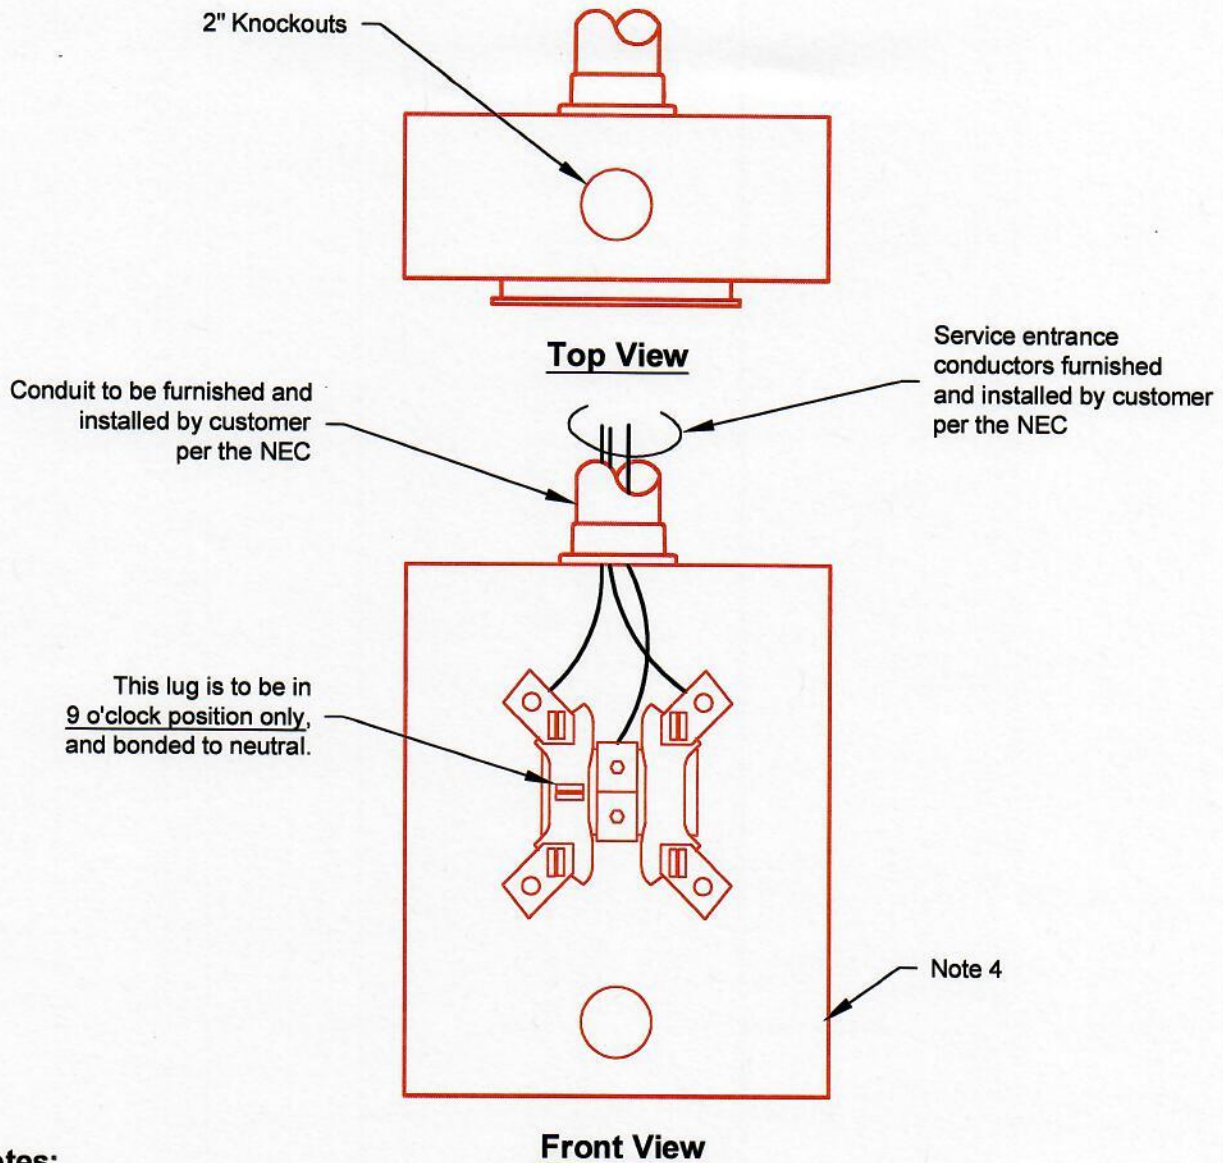 2" Knockouts
Top View
Service entrance
conductors furnished
and installed by customer
per the NEC
Conduit to be furnished and
installed by customer
per the NEC
This lug is to be in
9 o'clock position only,
and bonded to neutral.
Note 4
Front View